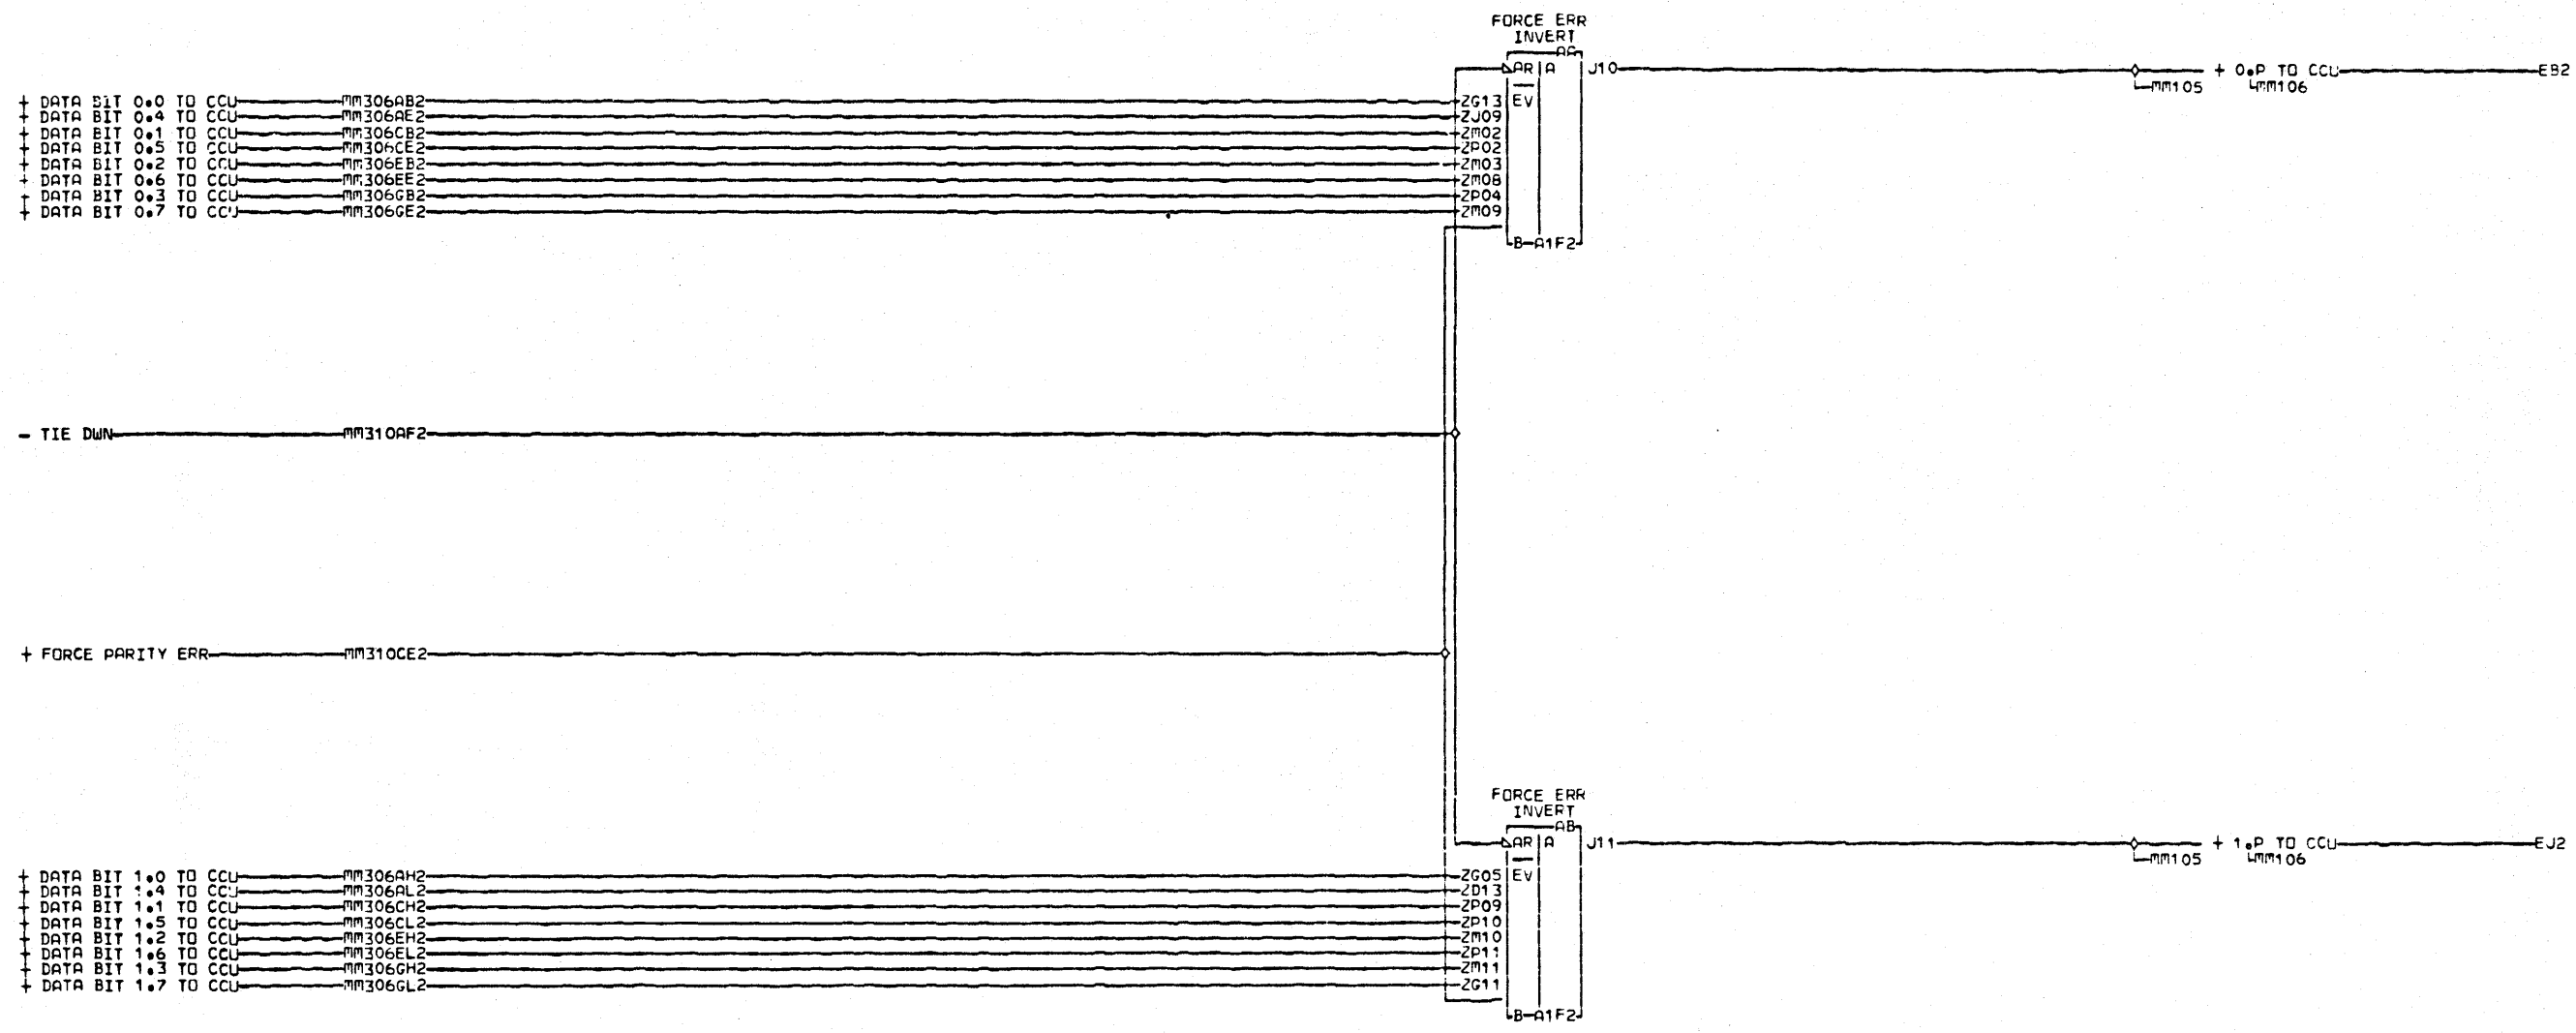 FORCE ERR
INVERT
AA
AR A J10 + 0.P TO CCU EB2
MM105 MM106
+ DATA BIT 0.0 TO CCU MM306AB2 ZG13 EV
+ DATA BIT 0.4 TO CCU MM306AE2 ZJ09
+ DATA BIT 0.1 TO CCU MM306CB2 ZM02
+ DATA BIT 0.5 TO CCU MM306CE2 ZP02
+ DATA BIT 0.2 TO CCU MM306EB2 ZM03
+ DATA BIT 0.6 TO CCU MM306EE2 ZM08
+ DATA BIT 0.3 TO CCU MM306GB2 ZP04
+ DATA BIT 0.7 TO CCU MM306GE2 ZM09
B-A1F2
- TIE DWN MM310AF2
+ FORCE PARITY ERR MM310CE2
FORCE ERR
INVERT
AB
AR A J11 + 1.P TO CCU EJ2
MM105 MM106
+ DATA BIT 1.0 TO CCU MM306AH2 ZG05 EV
+ DATA BIT 1.4 TO CCU MM306AL2 ZD13
+ DATA BIT 1.1 TO CCU MM306CH2 ZP09
+ DATA BIT 1.5 TO CCU MM306CL2 ZP10
+ DATA BIT 1.2 TO CCU MM306EH2 ZM10
+ DATA BIT 1.6 TO CCU MM306EL2 ZP11
+ DATA BIT 1.3 TO CCU MM306GH2 ZM11
+ DATA BIT 1.7 TO CCU MM306GL2 ZG11
B-A1F2